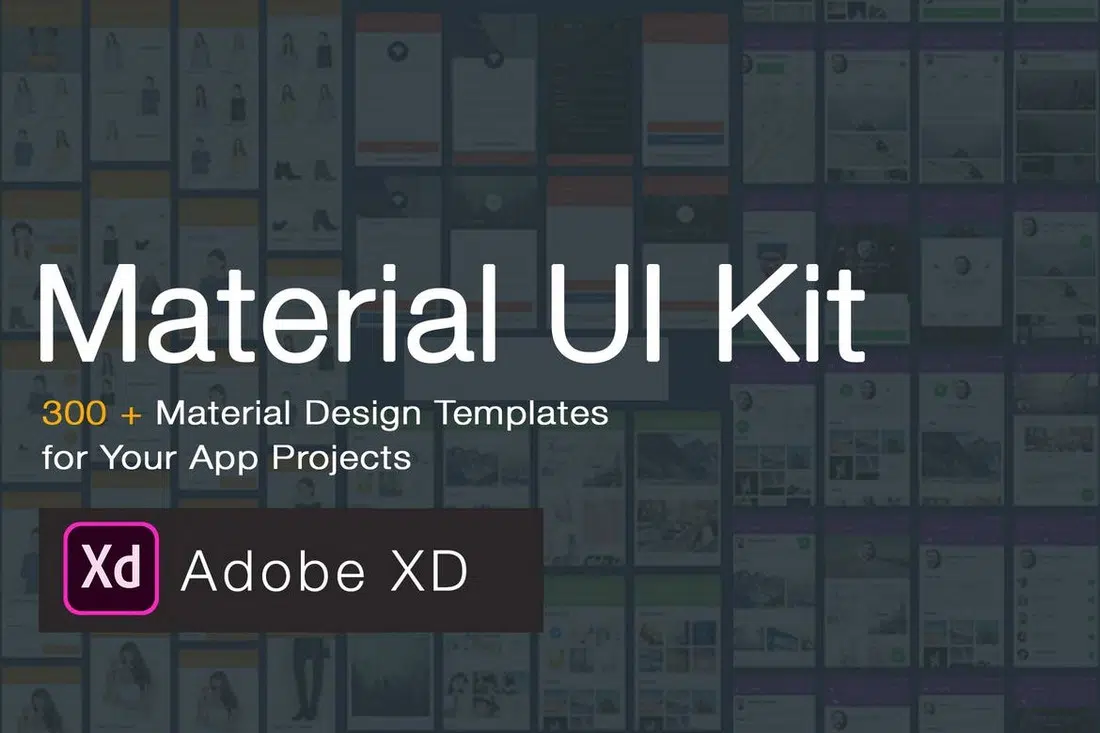 Material UI Kit
300 + Material Design Templates
for Your App Projects
Xd Adobe XD